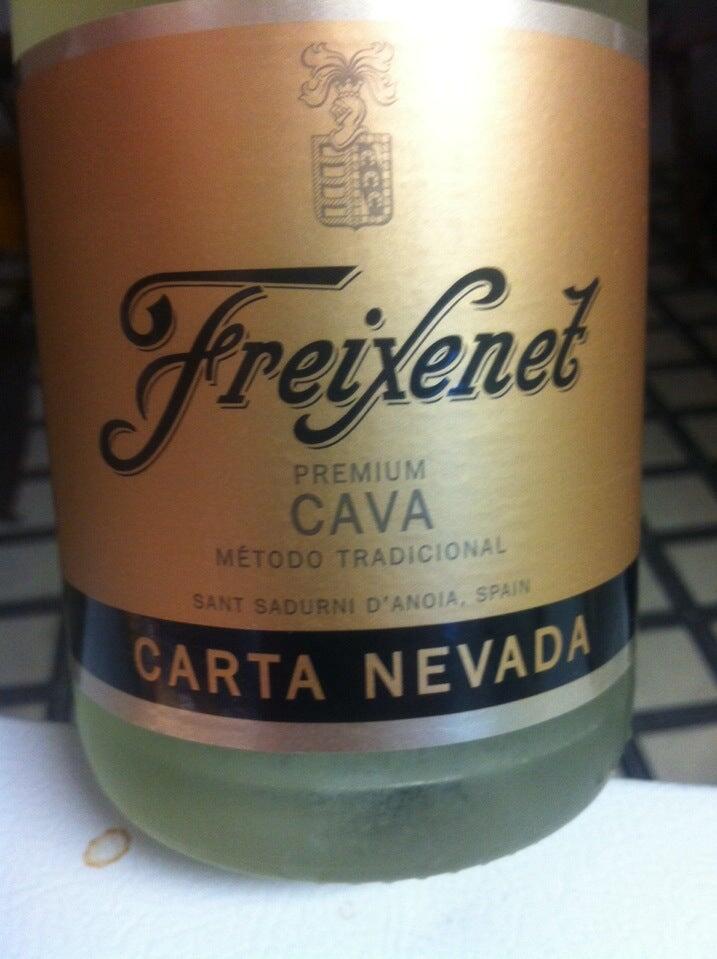 Freixenet
PREMIUM
CAVA
MÉTODO TRADICIONAL
SANT SADURNI D'ANOIA, SPAIN
CARTA NEVADA